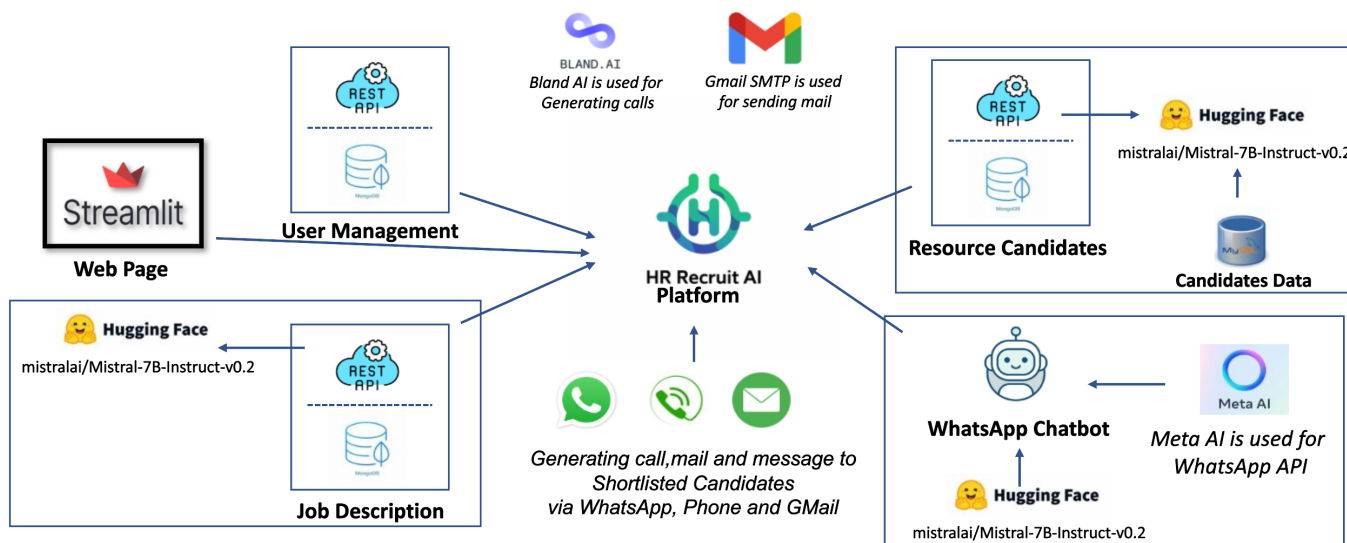 BLAND.AI
Bland AI is used for
Generating calls
Gmail SMTP is used
for sending mail
REST
API
MongoDB
User Management
Streamlit
Web Page
HR Recruit AI
Platform
REST
API
MongoDB
Resource Candidates
Hugging Face
mistralai/Mistral-7B-Instruct-v0.2
Candidates Data
Hugging Face
mistralai/Mistral-7B-Instruct-v0.2
REST
API
MongoDB
Job Description
Generating call,mail and message to
Shortlisted Candidates
via WhatsApp, Phone and GMail
WhatsApp Chatbot
Meta AI
Meta AI is used for
WhatsApp API
Hugging Face
mistralai/Mistral-7B-Instruct-v0.2